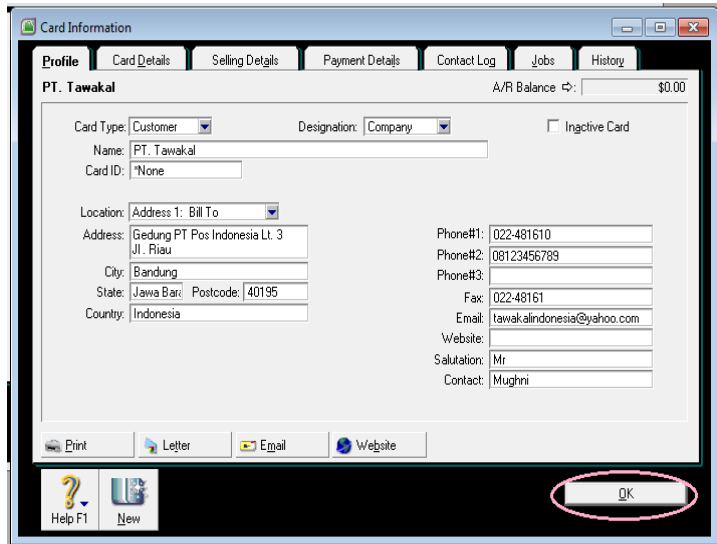 Card Information
Profile Card Details Selling Details Payment Details Contact Log Jobs History
PT. Tawakal A/R Balance ⇨: $0.00
Card Type: Customer Designation: Company Inactive Card
Name: PT. Tawakal
Card ID: *None
Location: Address 1: Bill To
Address: Gedung PT Pos Indonesia Lt. 3
Jl. Riau
City: Bandung
State: Jawa Bara Postcode: 40195
Country: Indonesia
Phone#1: 022-481610
Phone#2: 08123456789
Phone#3:
Fax: 022-48161
Email: tawakalindonesia@yahoo.com
Website:
Salutation: Mr
Contact: Mughni
Print Letter Email Website
Help F1 New OK